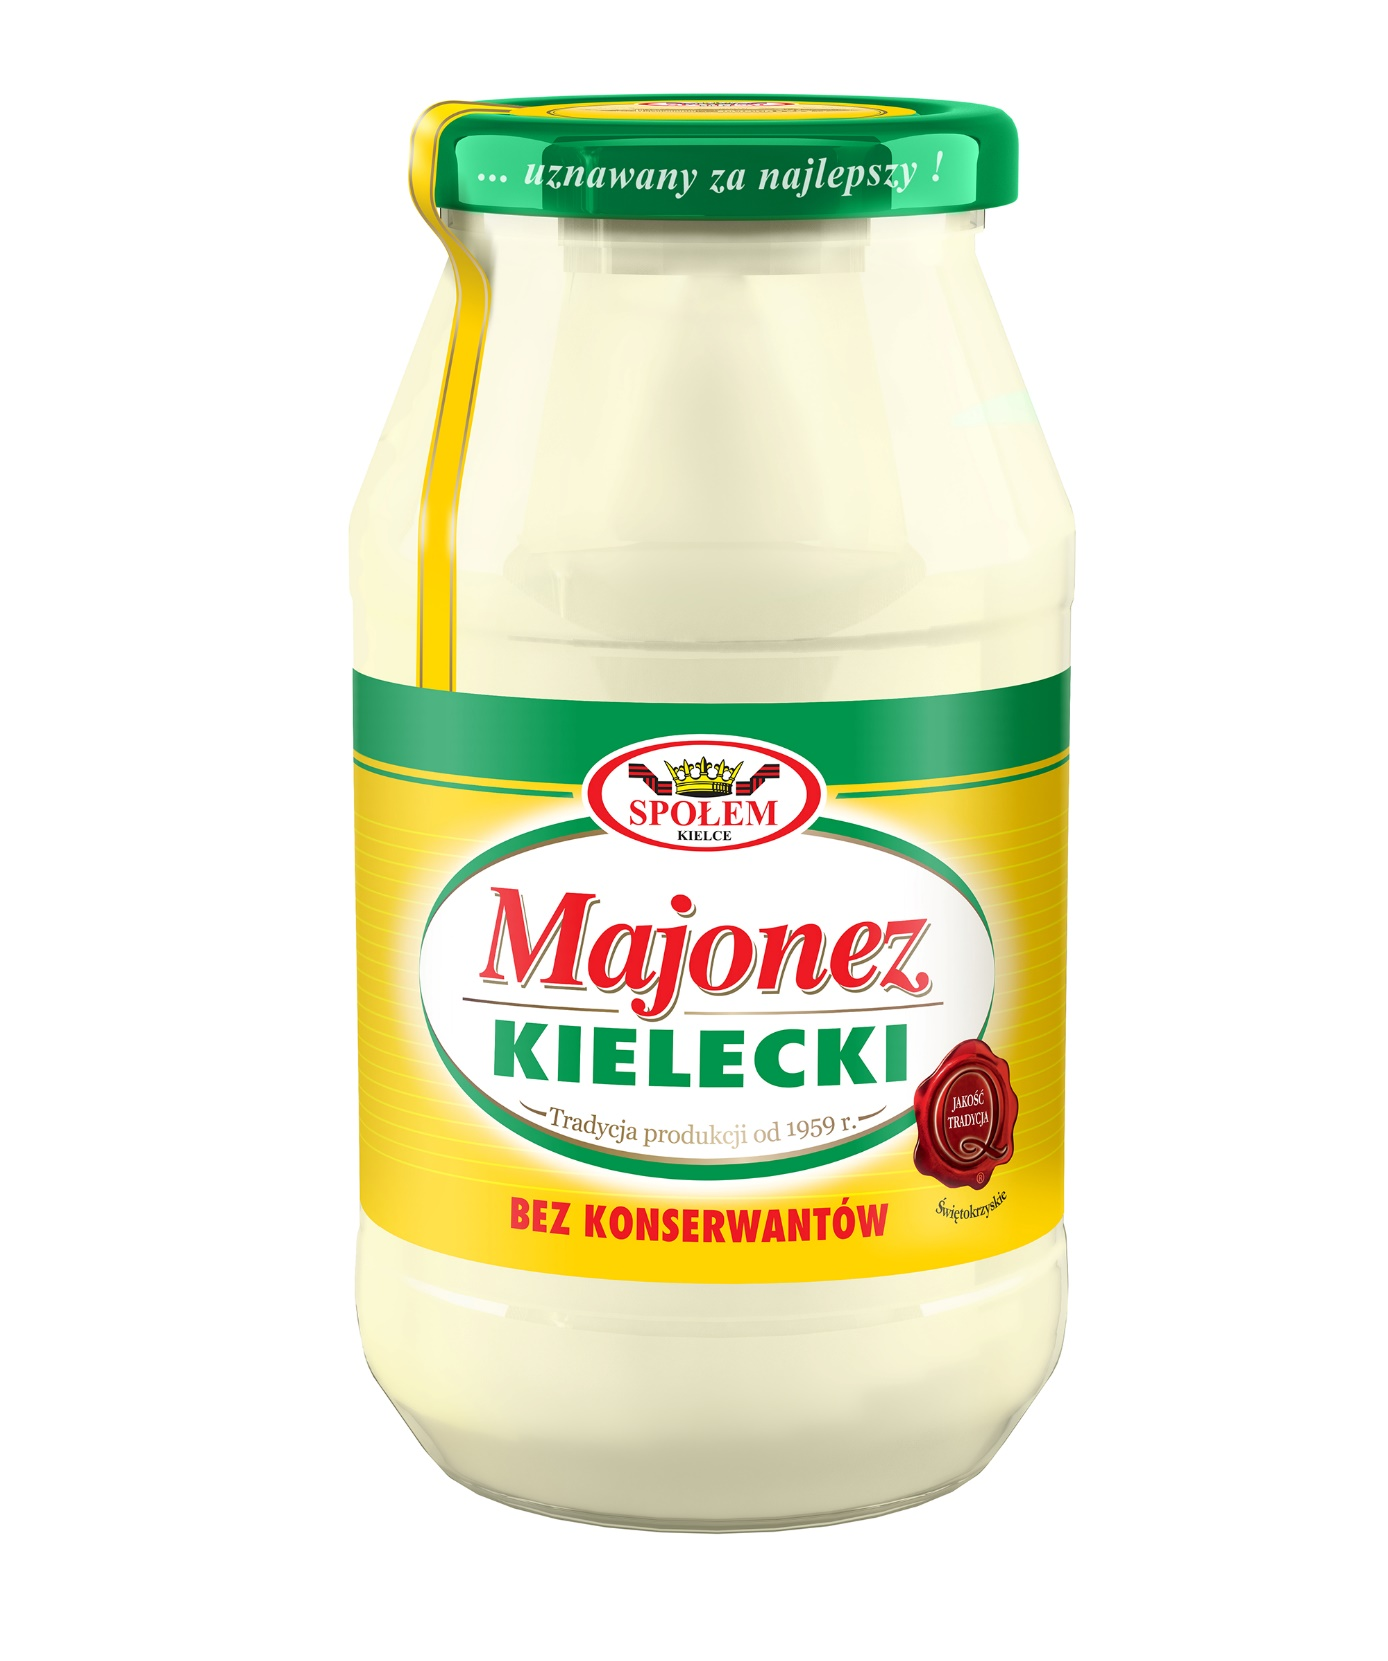 ... uznawany za najlepszy !
SPOŁEM
KIELCE
Majonez
KIELECKI
Tradycja produkcji od 1959 r.
JAKOŚĆ
TRADYCJA
Q
®
Świętokrzyskie
BEZ KONSERWANTÓW